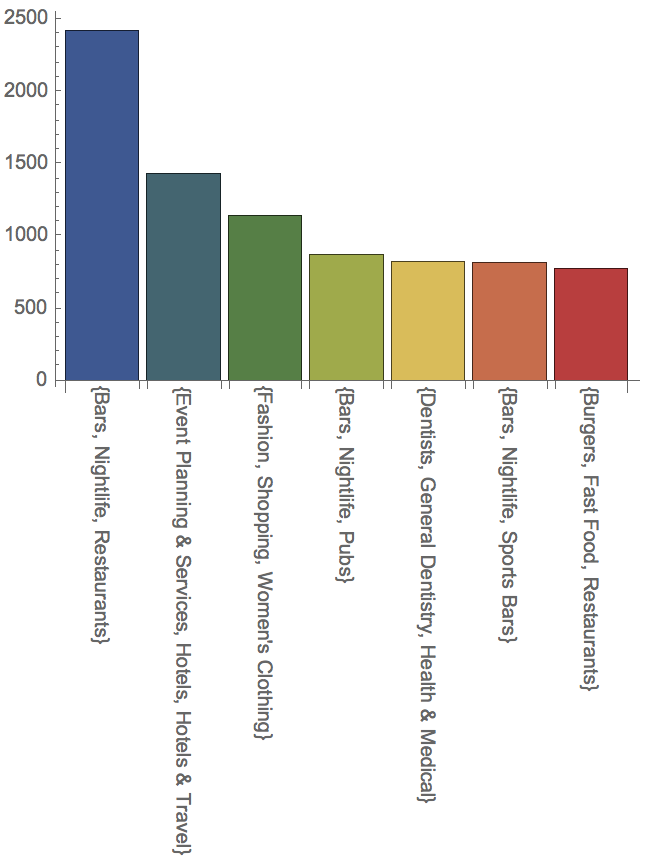 2500
2000
1500
1000
500
0
{Bars, Nightlife, Restaurants}
{Event Planning & Services, Hotels, Hotels & Travel}
{Fashion, Shopping, Women's Clothing}
{Bars, Nightlife, Pubs}
{Dentists, General Dentistry, Health & Medical}
{Bars, Nightlife, Sports Bars}
{Burgers, Fast Food, Restaurants}